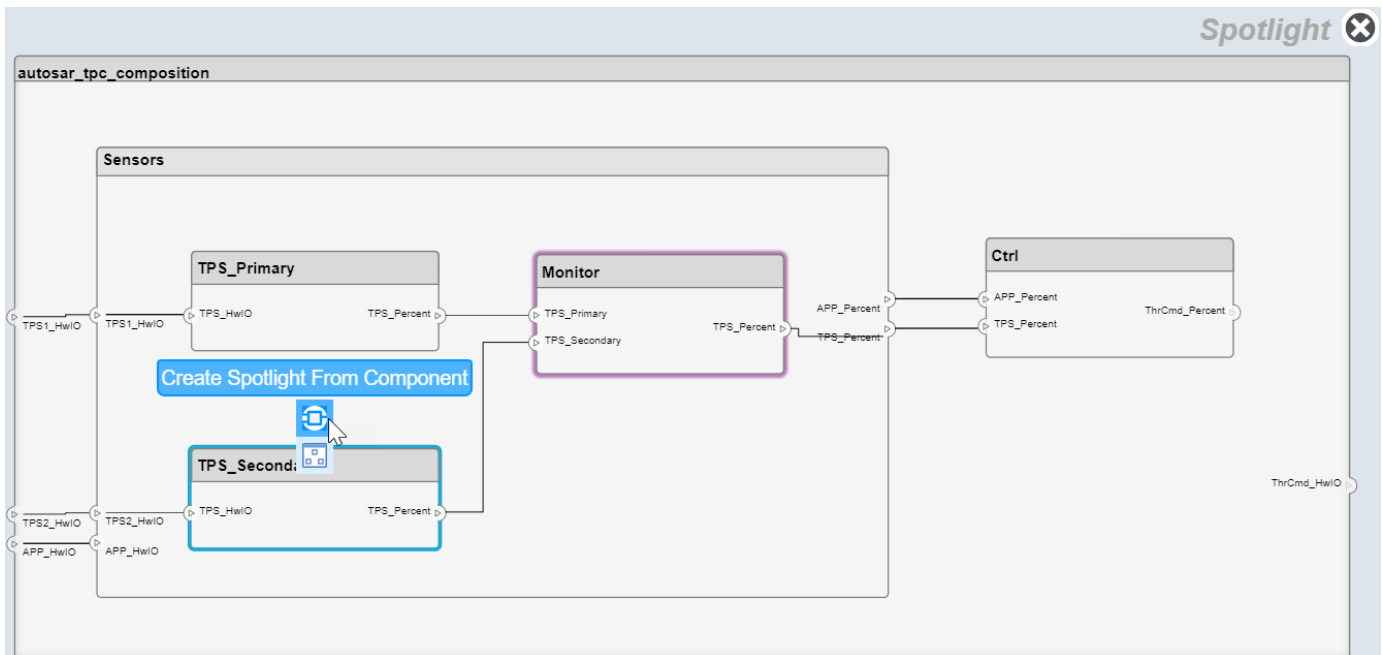 Spotlight
autosar_tpc_composition
Sensors
TPS_Primary
TPS_HwIO
TPS_Percent
TPS1_HwIO
TPS1_HwIO
Monitor
TPS_Primary
TPS_Secondary
TPS_Percent
APP_Percent
TPS_Percent
Ctrl
APP_Percent
TPS_Percent
ThrCmd_Percent
Create Spotlight From Component
TPS_Seconda
TPS_HwIO
TPS_Percent
TPS2_HwIO
TPS2_HwIO
APP_HwIO
APP_HwIO
ThrCmd_HwIO